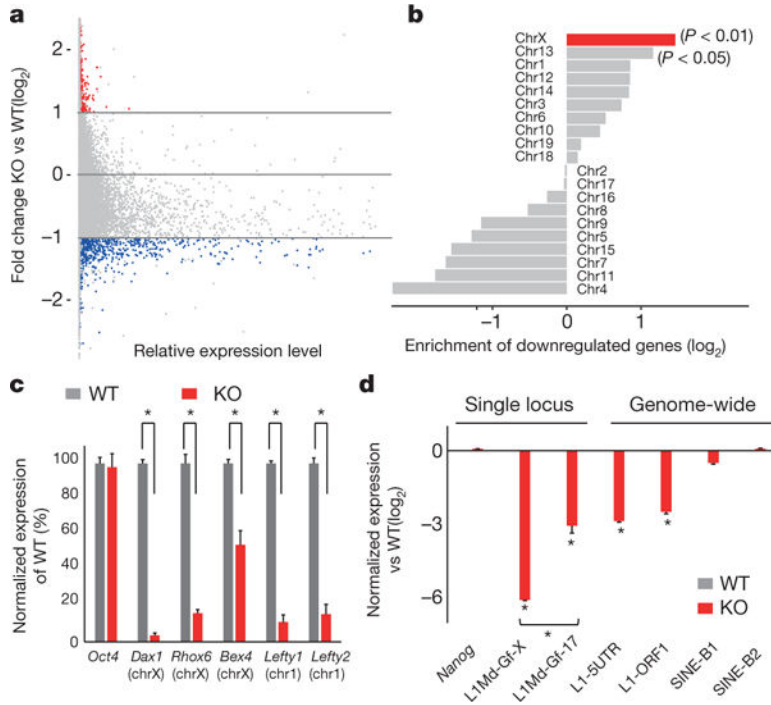 a
Fold change KO vs WT(log2)
2
1
0
−1
−2
Relative expression level
b
ChrX
(P < 0.01)
Chr13
(P < 0.05)
Chr1
Chr12
Chr14
Chr3
Chr6
Chr10
Chr19
Chr18
Chr2
Chr17
Chr16
Chr8
Chr9
Chr5
Chr15
Chr7
Chr11
Chr4
−1 0 1
Enrichment of downregulated genes (log2)
c
WT KO
Normalized expression
of WT (%)
100
80
60
40
20
0
* * * * *
Oct4 Dax1 Rhox6 Bex4 Lefty1 Lefty2
(chrX) (chrX) (chrX) (chr1) (chr1)
d
Single locus Genome-wide
Normalized expression
vs WT(log2)
0
−3
−6
* * * *
*
WT
KO
Nanog
L1Md-Gf-X
L1Md-Gf-17
L1-5UTR
L1-ORF1
SINE-B1
SINE-B2